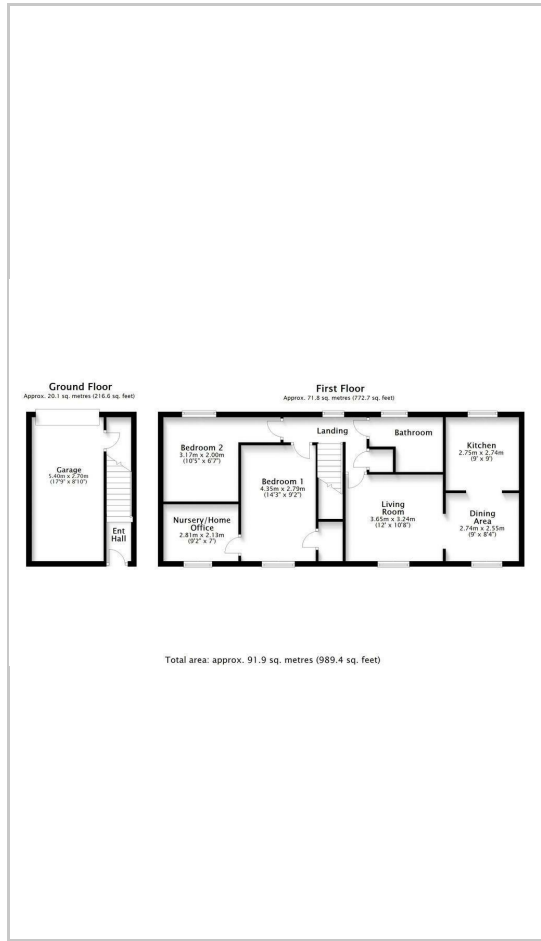 Ground Floor
Approx. 20.1 sq. metres (216.6 sq. feet)
Garage
5.40m x 2.70m
(17'9" x 8'10")
Ent
Hall
First Floor
Approx. 71.8 sq. metres (772.7 sq. feet)
Landing
Bedroom 2
3.17m x 2.00m
(10'5" x 6'7")
Bathroom
Kitchen
2.75m x 2.74m
(9' x 9')
Bedroom 1
4.35m x 2.79m
(14'3" x 9'2")
Living
Room
3.65m x 3.24m
(12' x 10'8")
Nursery/Home
Office
2.81m x 2.13m
(9'2" x 7')
Dining
Area
2.74m x 2.55m
(9' x 8'4")
Total area: approx. 91.9 sq. metres (989.4 sq. feet)